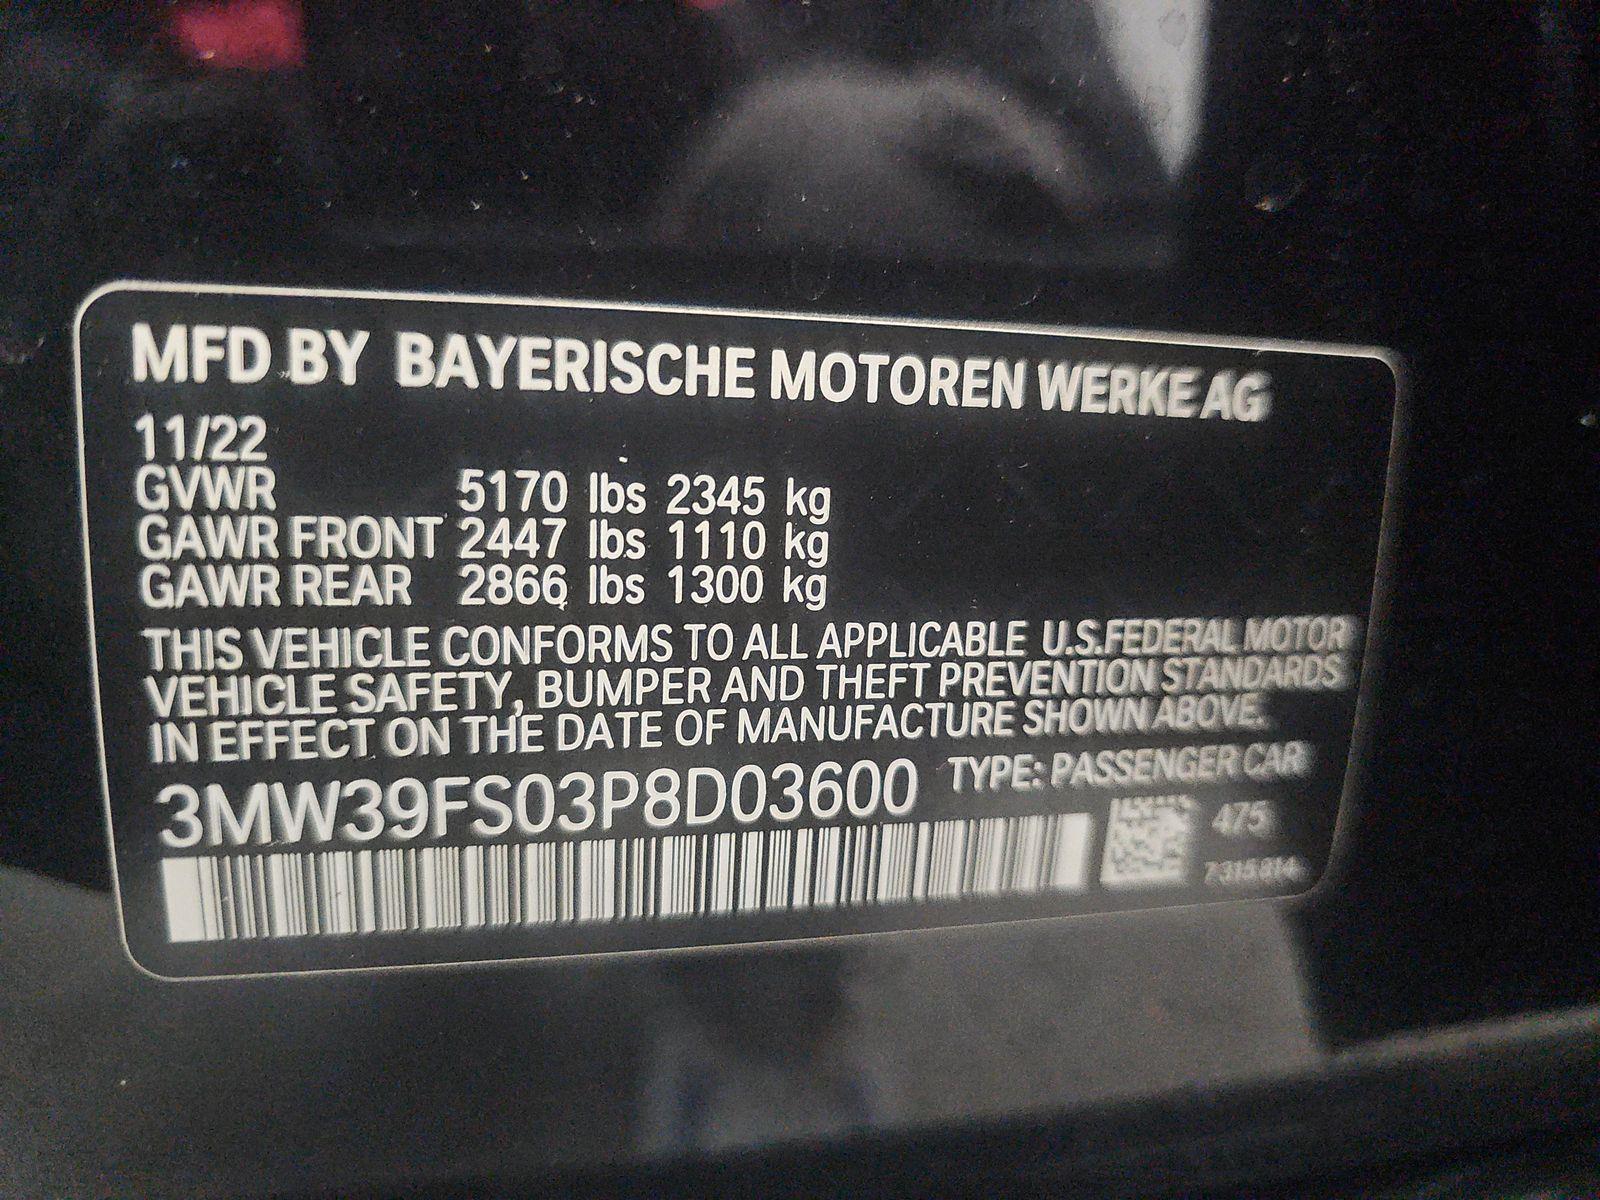 MFD BY BAYERISCHE MOTOREN WERKE AG
11/22
GVWR 5170 lbs 2345 kg
GAWR FRONT 2447 lbs 1110 kg
GAWR REAR 2866 lbs 1300 kg
THIS VEHICLE CONFORMS TO ALL APPLICABLE U.S.FEDERAL MOTOR
VEHICLE SAFETY, BUMPER AND THEFT PREVENTION STANDARDS
IN EFFECT ON THE DATE OF MANUFACTURE SHOWN ABOVE.
3MW39FS03P8D03600 TYPE: PASSENGER CAR
475